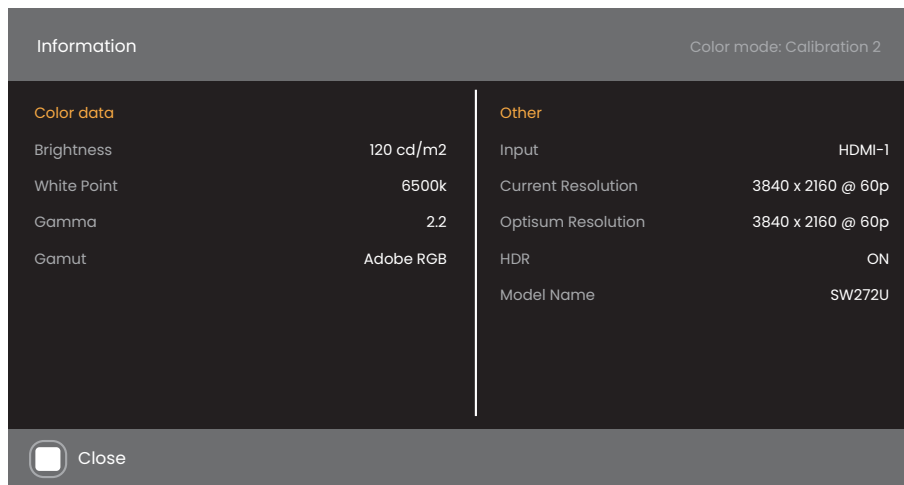 Information
Color mode: Calibration 2
Color data
Brightness 120 cd/m2
White Point 6500k
Gamma 2.2
Gamut Adobe RGB
Other
Input HDMI-1
Current Resolution 3840 x 2160 @ 60p
Optisum Resolution 3840 x 2160 @ 60p
HDR ON
Model Name SW272U
Close